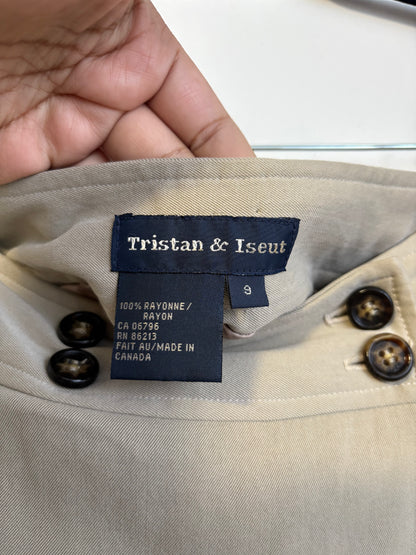 Tristan & Iseut
9
100% RAYONNE/
RAYON
CA 06796
RN 86213
FAIT AU/MADE IN
CANADA